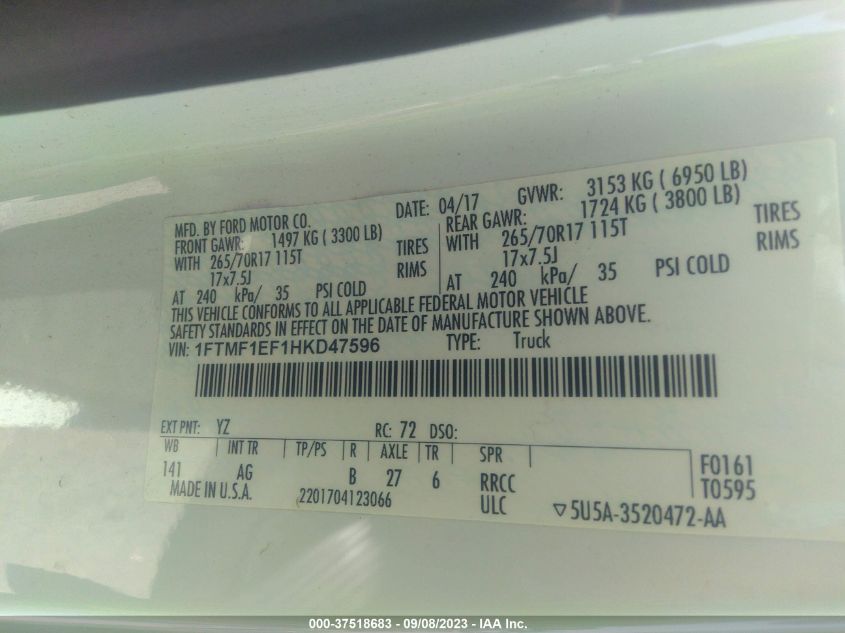 MFD. BY FORD MOTOR CO.
DATE: 04/17 GVWR: 3153 KG ( 6950 LB)
FRONT GAWR: 1497 KG ( 3300 LB)
REAR GAWR: 1724 KG ( 3800 LB)
WITH 265/70R17 115T TIRES
WITH 265/70R17 115T TIRES
17x7.5J RIMS
17x7.5J RIMS
AT 240 kPa/ 35 PSI COLD
AT 240 kPa/ 35 PSI COLD
THIS VEHICLE CONFORMS TO ALL APPLICABLE FEDERAL MOTOR VEHICLE
SAFETY STANDARDS IN EFFECT ON THE DATE OF MANUFACTURE SHOWN ABOVE.
VIN: 1FTMF1EF1HKD47596 TYPE: Truck
EXT PNT: YZ RC: 72 DSO:
WB INT TR TP/PS R AXLE TR SPR
141 AG B 27 6 RRCC F0161
MADE IN U.S.A. 2201704123066 ULC T0595
▽5U5A-3520472-AA
000-37518683 - 09/08/2023 - IAA Inc.